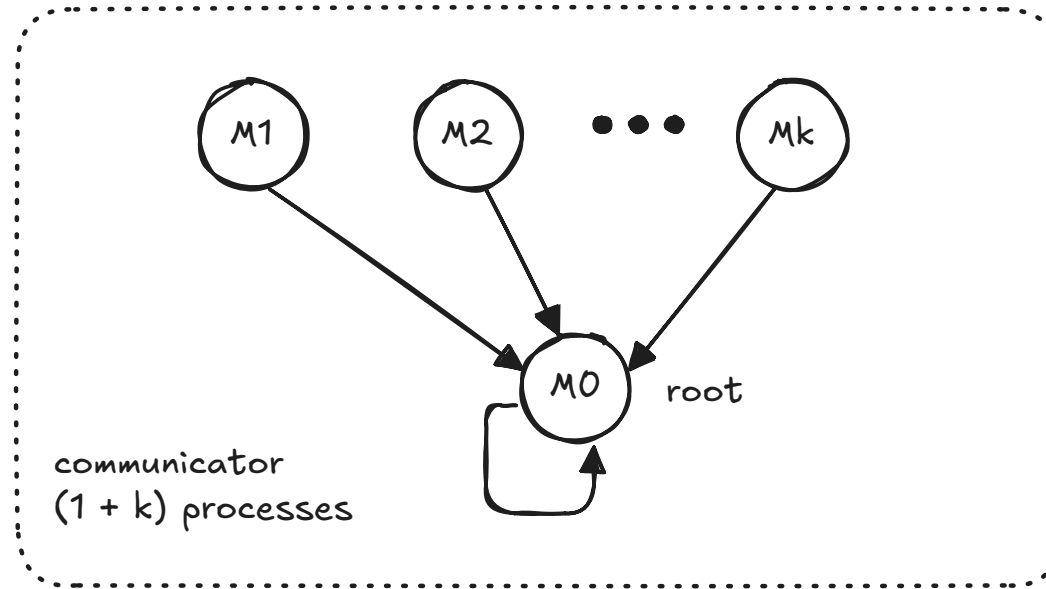 M1
M2
Mk
M0
root
communicator
(1 + k) processes